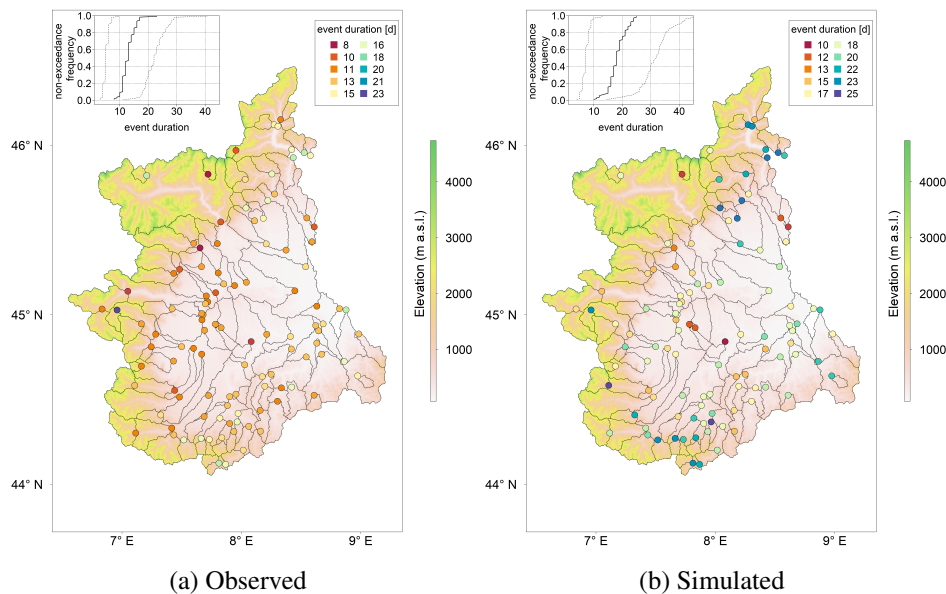 1.0
0.8
0.6
0.4
0.2
0.0
non-exceedance
frequency
10 20 30 40
event duration
event duration [d]
8 16
10 18
11 20
13 21
15 23
46° N
45° N
44° N
7° E 8° E 9° E
4000
3000
2000
1000
Elevation (m a.s.l.)
(a) Observed
1.0
0.8
0.6
0.4
0.2
0.0
non-exceedance
frequency
10 20 30 40
event duration
event duration [d]
10 18
12 20
13 22
15 23
17 25
46° N
45° N
44° N
7° E 8° E 9° E
4000
3000
2000
1000
Elevation (m a.s.l.)
(b) Simulated